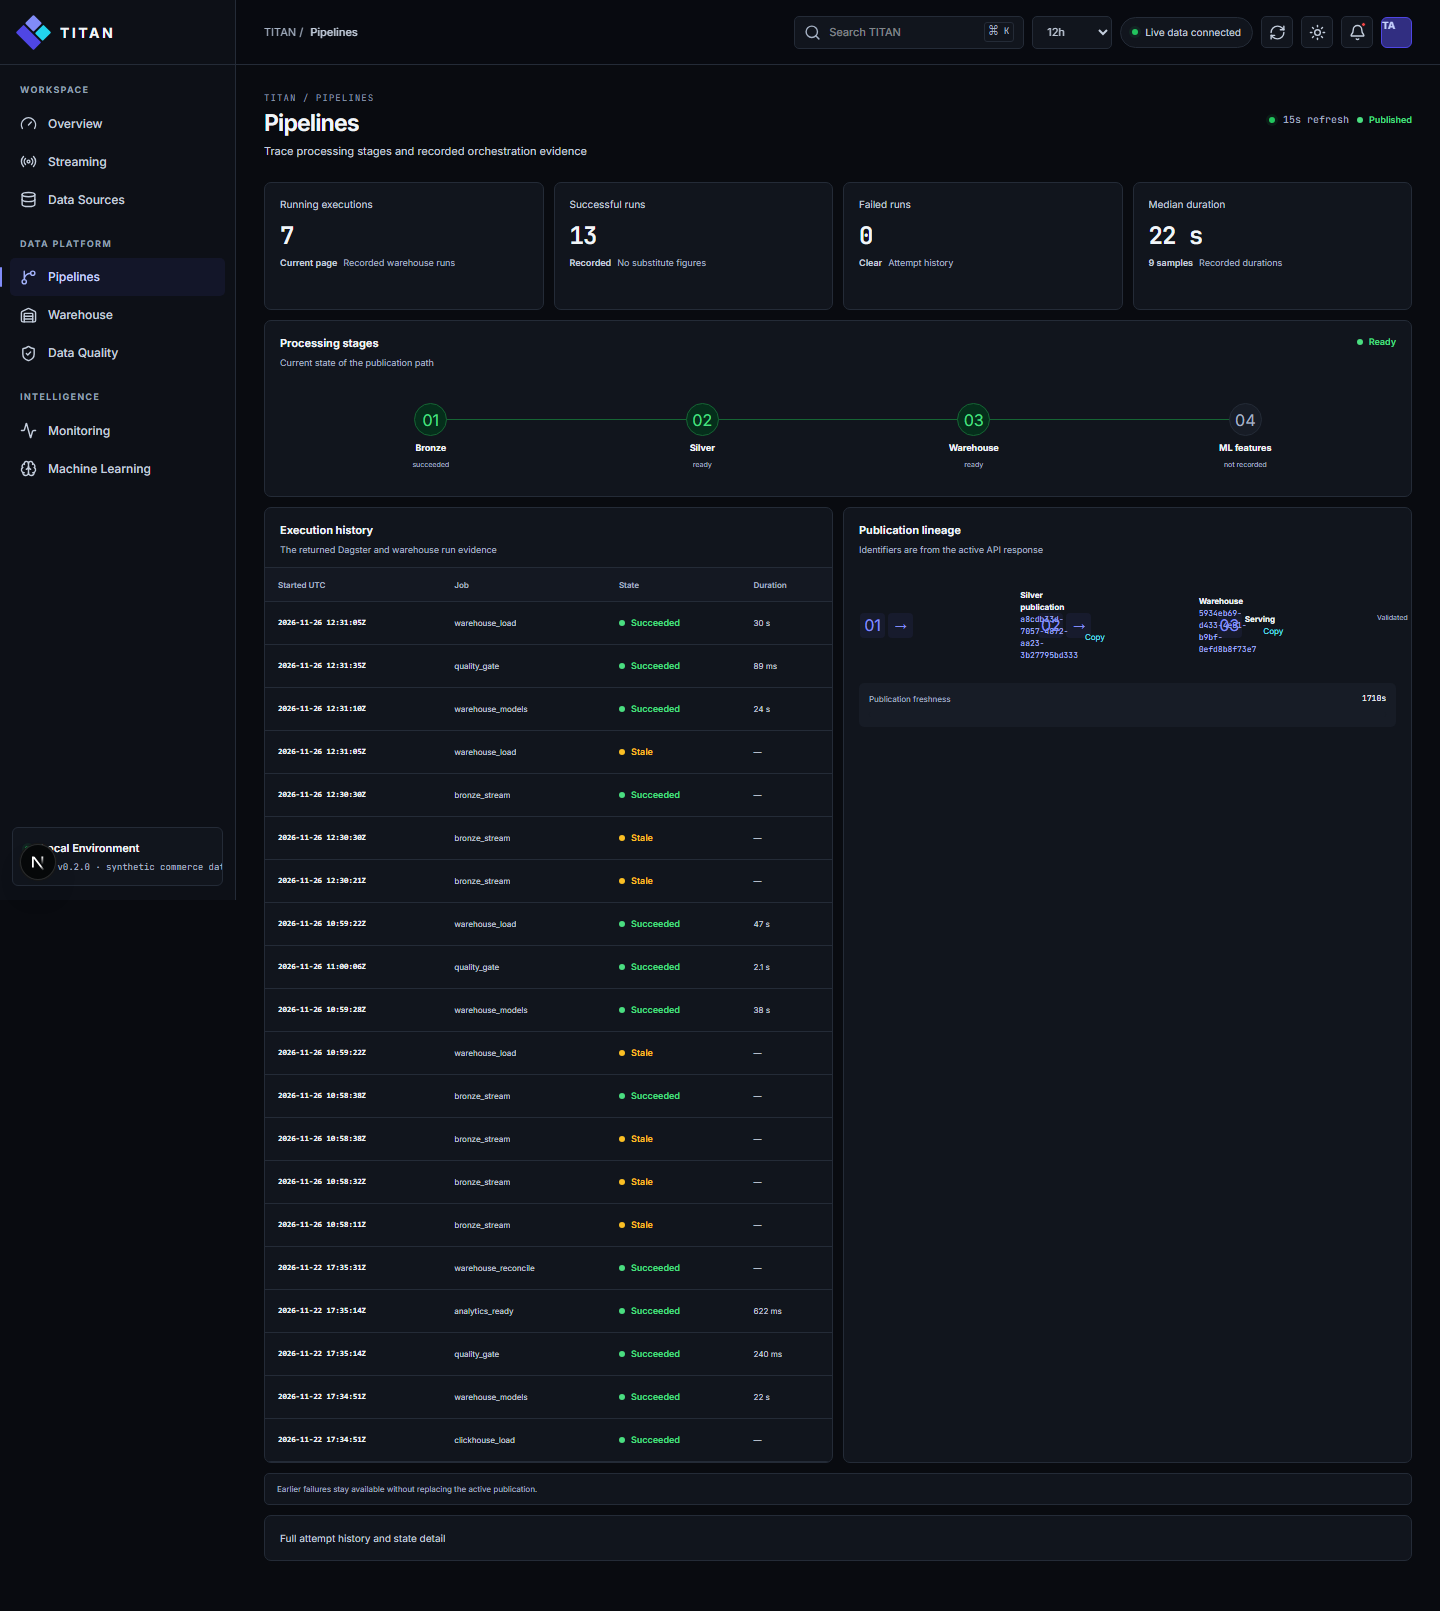 TITAN
TITAN / Pipelines
Search TITAN
⌘ K
12h
Live data connected
TA
WORKSPACE
Overview
Streaming
Data Sources
DATA PLATFORM
Pipelines
Warehouse
Data Quality
INTELLIGENCE
Monitoring
Machine Learning
cal Environment
v0.2.0 · synthetic commerce dat
N
TITAN / PIPELINES
Pipelines
Trace processing stages and recorded orchestration evidence
15s refresh
Published
Running executions
7
Current page Recorded warehouse runs
Successful runs
13
Recorded No substitute figures
Failed runs
0
Clear Attempt history
Median duration
22 s
9 samples Recorded durations
Processing stages
Current state of the publication path
Ready
01
Bronze
succeeded
02
Silver
ready
03
Warehouse
ready
04
ML features
not recorded
Execution history
The returned Dagster and warehouse run evidence
Started UTC Job State Duration
2026-11-26 12:31:05Z warehouse_load Succeeded 30 s
2026-11-26 12:31:35Z quality_gate Succeeded 89 ms
2026-11-26 12:31:10Z warehouse_models Succeeded 24 s
2026-11-26 12:31:05Z warehouse_load Stale —
2026-11-26 12:30:30Z bronze_stream Succeeded —
2026-11-26 12:30:30Z bronze_stream Stale —
2026-11-26 12:30:21Z bronze_stream Stale —
2026-11-26 10:59:22Z warehouse_load Succeeded 47 s
2026-11-26 11:00:06Z quality_gate Succeeded 2.1 s
2026-11-26 10:59:28Z warehouse_models Succeeded 38 s
2026-11-26 10:59:22Z warehouse_load Stale —
2026-11-26 10:58:38Z bronze_stream Succeeded —
2026-11-26 10:58:38Z bronze_stream Stale —
2026-11-26 10:58:32Z bronze_stream Stale —
2026-11-26 10:58:11Z bronze_stream Stale —
2026-11-22 17:35:31Z warehouse_reconcile Succeeded —
2026-11-22 17:35:14Z analytics_ready Succeeded 622 ms
2026-11-22 17:35:14Z quality_gate Succeeded 240 ms
2026-11-22 17:34:51Z warehouse_models Succeeded 22 s
2026-11-22 17:34:51Z clickhouse_load Succeeded —
Publication lineage
Identifiers are from the active API response
01 →
Silver
publication
aa23-
3b27795bd333
Copy
02 →
Warehouse
5934eb69-
b9bf-
0efd8b8f73e7
Copy
03
Serving
Validated
Publication freshness 1710s
Earlier failures stay available without replacing the active publication.
Full attempt history and state detail